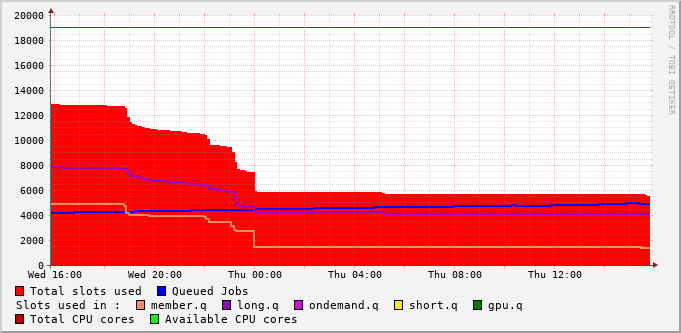 20000
18000
16000
14000
12000
10000
8000
6000
4000
2000
0
Wed 16:00 Wed 20:00 Thu 00:00 Thu 04:00 Thu 08:00 Thu 12:00
Total slots used Queued Jobs
Slots used in : member.q long.q ondemand.q short.q gpu.q
Total CPU cores Available CPU cores
RRDTOOL / TOBI OETIKER